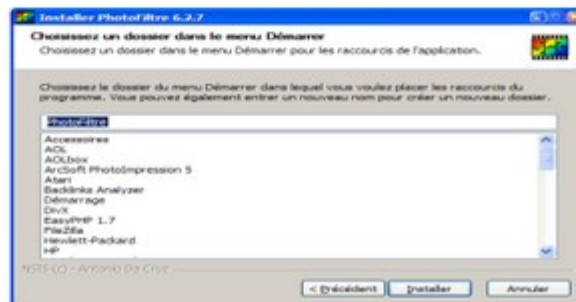 Installer PhotoFiltre 6.2.7
Choisissez un dossier dans le menu Démarrer
Choisissez un dossier dans le menu Démarrer pour les raccourcis de l'application.
Choisissez le dossier du menu Démarrer dans lequel vous voulez placer les raccourcis du
programme. Vous pouvez également entrer un nouveau nom pour créer un nouveau dossier.
PhotoFiltre
Accessoires
AOL
AOLbox
ArcSoft PhotoImpression 5
Atari
Backlinks Analyzer
Démarrage
DivX
EasyPHP 1.7
FileZilla
Hewlett-Packard
HP
NSIS (c) - Antonio Da Cruz
< Précédent
Installer
Annuler